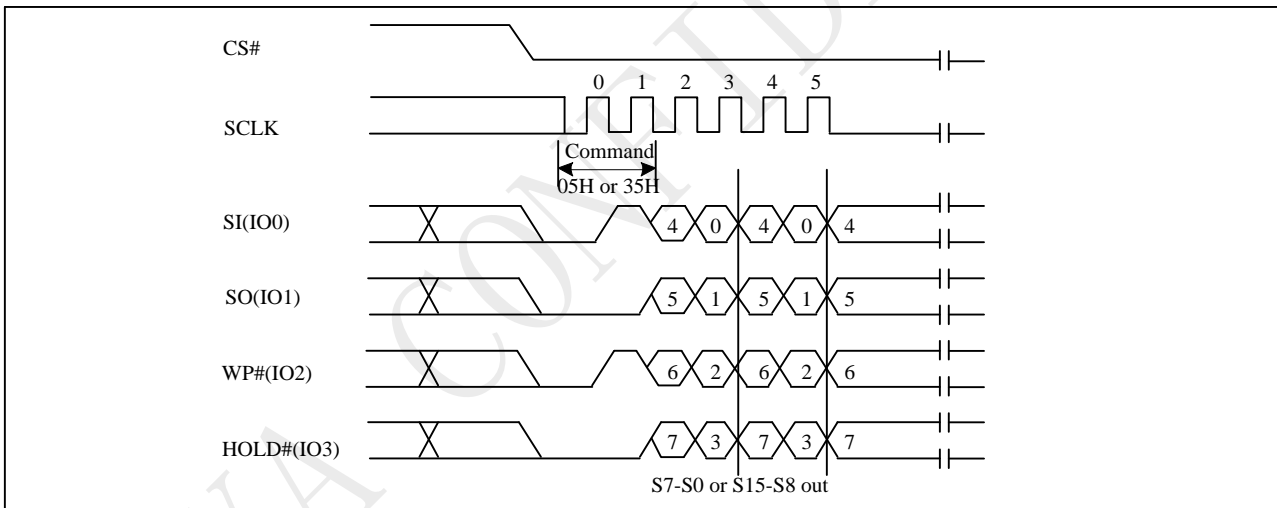 CS#
0 1 2 3 4 5
SCLK
Command
05H or 35H
SI(IO0) 4 0 4 0 4
SO(IO1) 5 1 5 1 5
WP#(IO2) 6 2 6 2 6
HOLD#(IO3) 7 3 7 3 7
S7-S0 or S15-S8 out